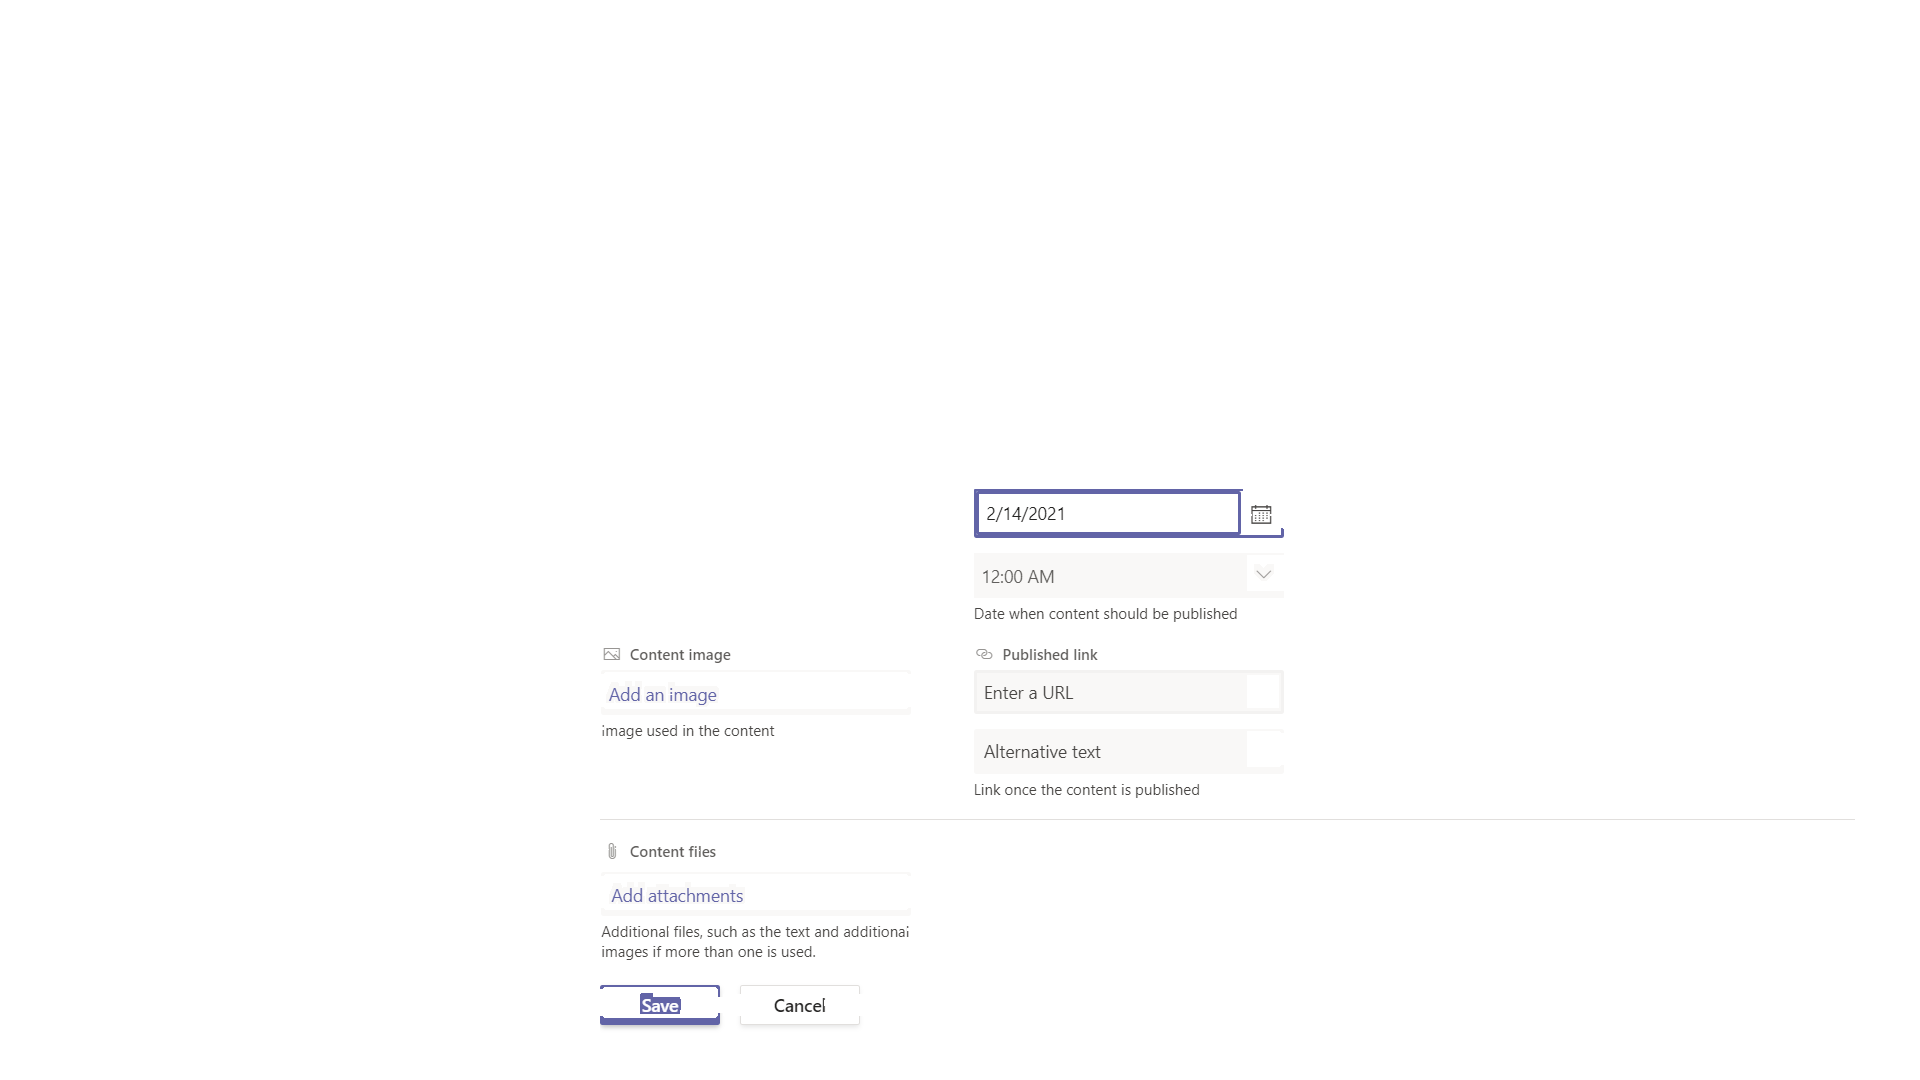 2/14/2021
12:00 AM
Date when content should be published
Content image
Published link
Add an image
Enter a URL
image used in the content
Alternative text
Link once the content is published
Content files
Add attachments
Additional files, such as the text and additional
images if more than one is used.
Save
Cancel